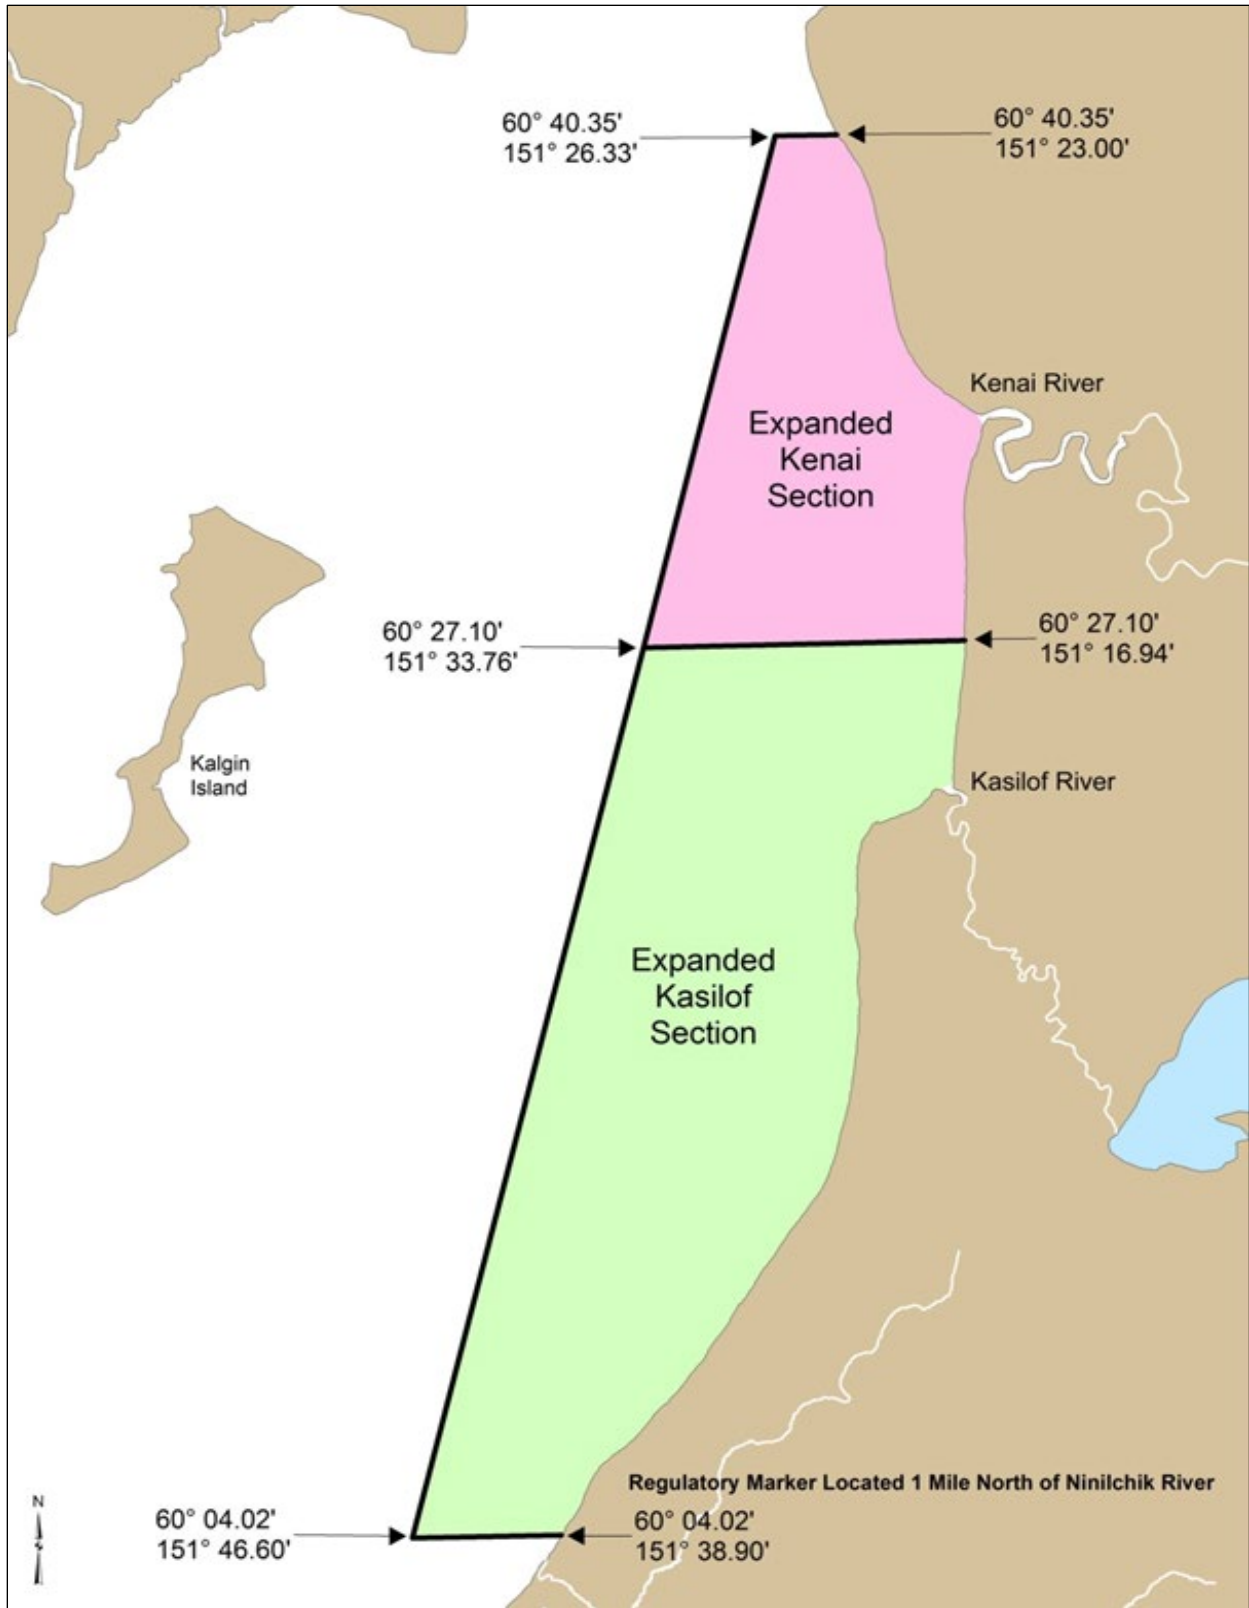 60° 40.35'
151° 26.33'
60° 40.35'
151° 23.00'
Kenai River
Expanded
Kenai
Section
60° 27.10'
151° 33.76'
60° 27.10'
151° 16.94'
Kalgin
Island
Kasilof River
Expanded
Kasilof
Section
Regulatory Marker Located 1 Mile North of Ninilchik River
N
60° 04.02'
151° 46.60'
60° 04.02'
151° 38.90'